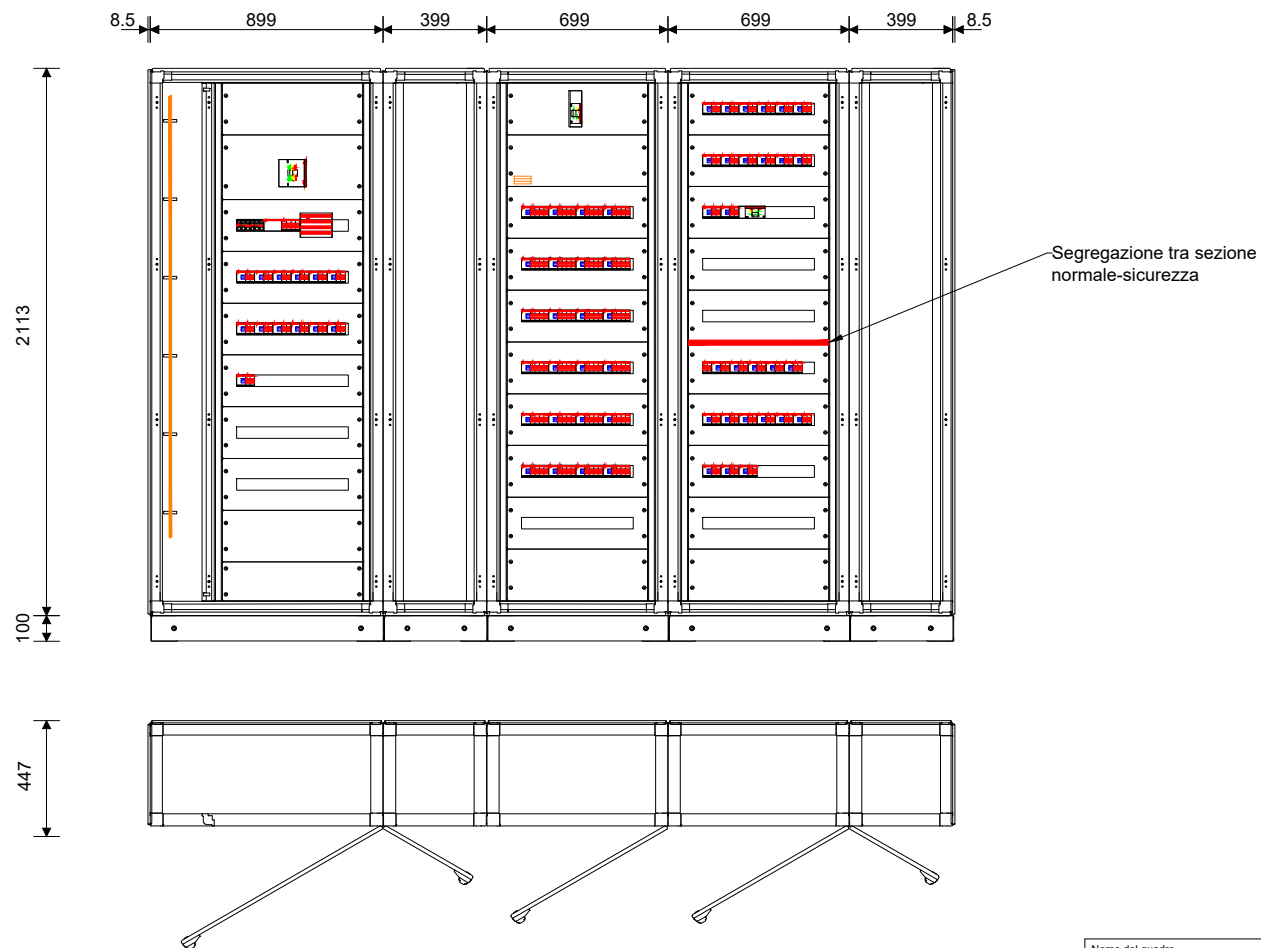 8.5 899 399 699 699 399 8.5
2113
Segregazione tra sezione
normale-sicurezza
100
447
Nome del quadro